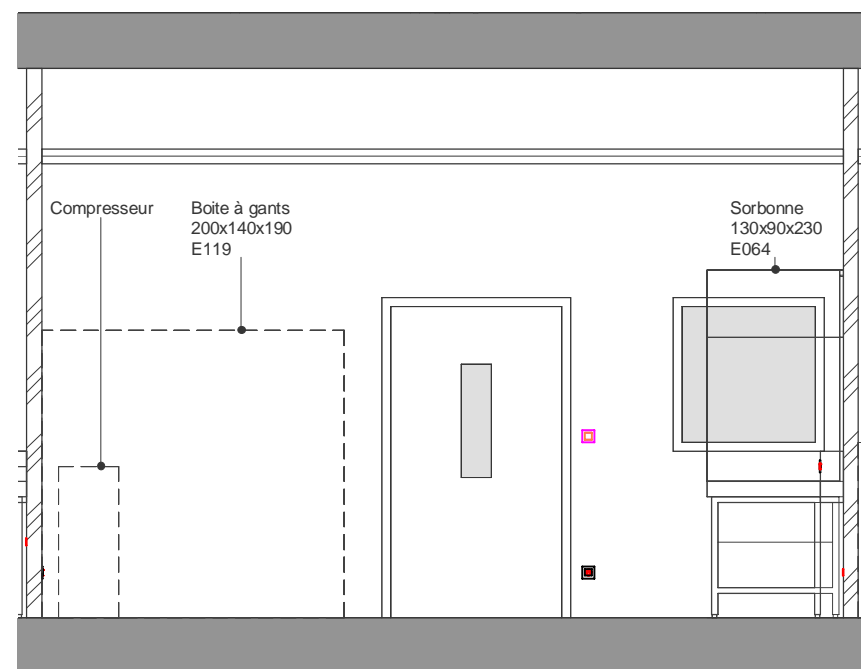 Compresseur
Boite à gants
200x140x190
E119
Sorbonne
130x90x230
E064